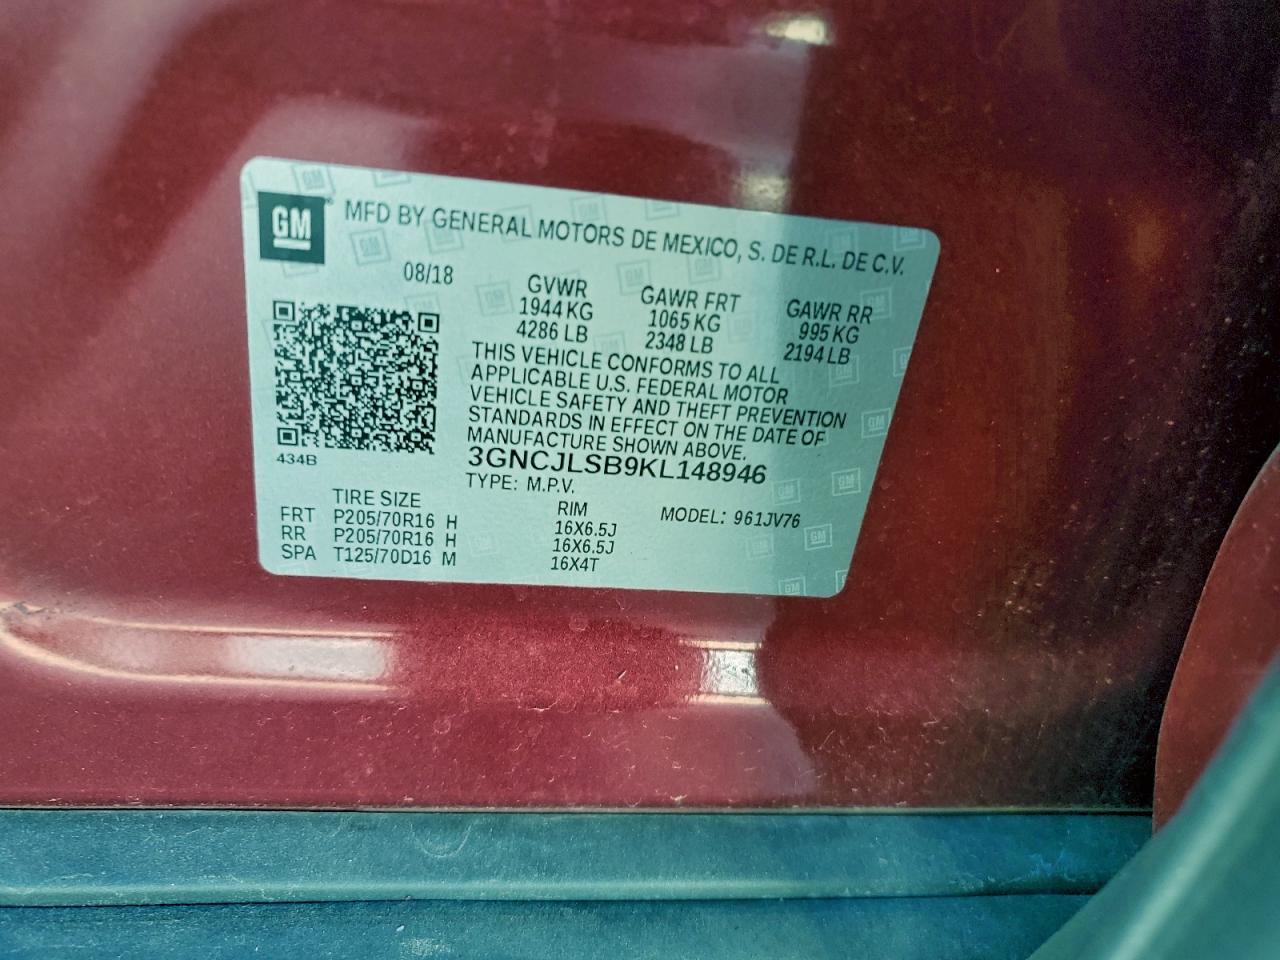 GM® MFD BY GENERAL MOTORS DE MEXICO, S. DE R.L. DE C.V.
08/18
GVWR GAWR FRT GAWR RR
1944 KG 1065 KG 995 KG
4286 LB 2348 LB 2194 LB
THIS VEHICLE CONFORMS TO ALL
APPLICABLE U.S. FEDERAL MOTOR
VEHICLE SAFETY AND THEFT PREVENTION
STANDARDS IN EFFECT ON THE DATE OF
MANUFACTURE SHOWN ABOVE.
434B
3GNCJLSB9KL148946
TYPE: M.P.V.
TIRE SIZE RIM MODEL: 961JV76
FRT P205/70R16 H 16X6.5J
RR P205/70R16 H 16X6.5J
SPA T125/70D16 M 16X4T